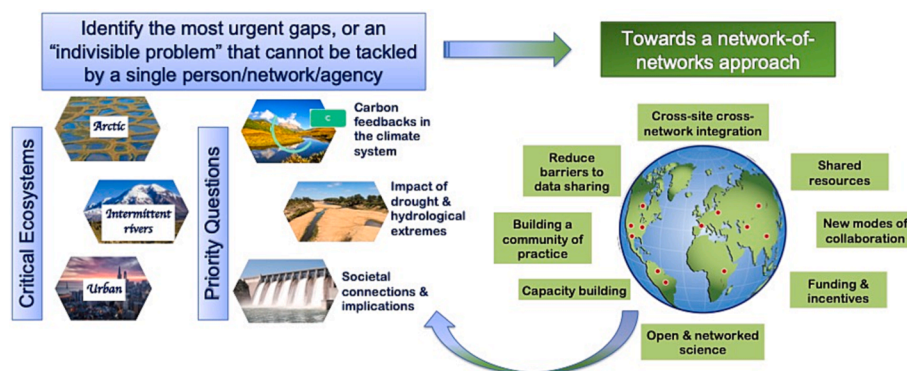 Identify the most urgent gaps, or an
“indivisible problem” that cannot be tackled
by a single person/network/agency
Towards a network-of-
networks approach
Critical Ecosystems
Arctic
Intermittent
rivers
Urban
Priority Questions
C
Carbon
feedbacks in
the climate
system
Impact of
drought &
hydrological
extremes
Societal
connections &
implications
Cross-site cross-
network integration
Reduce
barriers to
data sharing
Shared
resources
Building a
community of
practice
New modes of
collaboration
Capacity building
Funding &
incentives
Open & networked
science